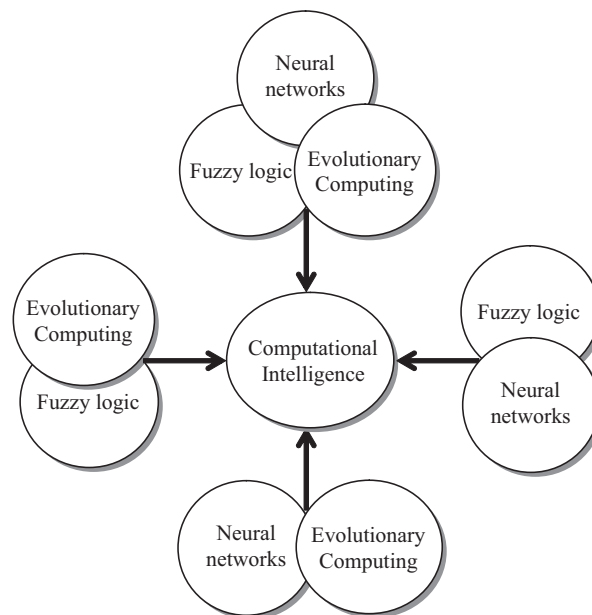 Neural
networks
Fuzzy logic
Evolutionary
Computing
Evolutionary
Computing
Fuzzy logic
Computational
Intelligence
Fuzzy logic
Neural
networks
Neural
networks
Evolutionary
Computing